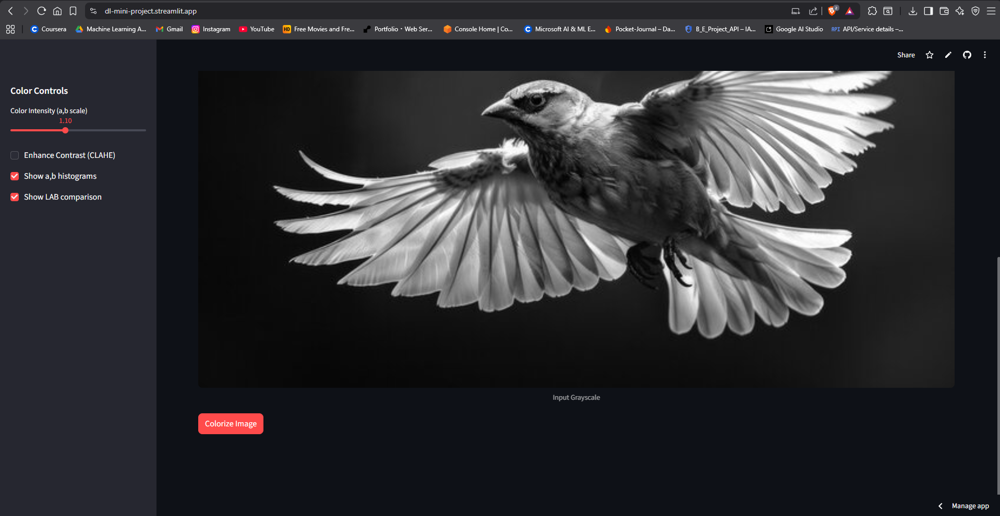 dl-mini-project.streamlit.app
2
Coursera
Machine Learning A...
Gmail
Instagram
YouTube
HD
Free Movies and Fre...
Portfolio · Web Ser...
Console Home | Co...
Microsoft AI & ML E...
Pocket-Journal – Da...
B_E_Project_API – IA...
Google AI Studio
API
API/Service details –...
Share
Color Controls
Color Intensity (a,b scale)
1.10
Enhance Contrast (CLAHE)
Show a,b histograms
Show LAB comparison
Input Grayscale
Colorize Image
Manage app